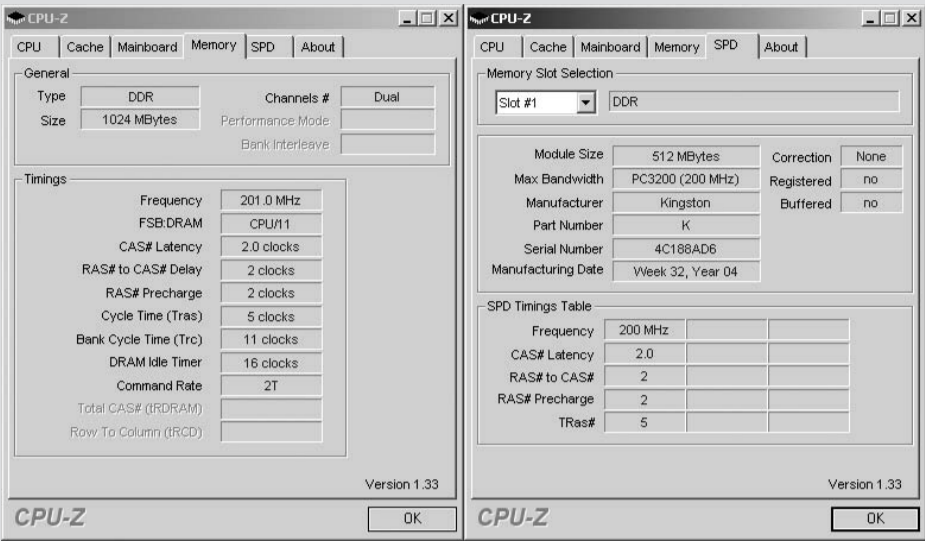 CPU-Z
CPU Cache Mainboard Memory SPD About
General
Type DDR Channels # Dual
Size 1024 MBytes Performance Mode
Bank Interleave
Timings
Frequency 201.0 MHz
FSB:DRAM CPU/11
CAS# Latency 2.0 clocks
RAS# to CAS# Delay 2 clocks
RAS# Precharge 2 clocks
Cycle Time (Tras) 5 clocks
Bank Cycle Time (Trc) 11 clocks
DRAM Idle Timer 16 clocks
Command Rate 2T
Total CAS# (tRDRAM)
Row To Column (tRCD)
Version 1.33
CPU-Z OK
CPU-Z
CPU Cache Mainboard Memory SPD About
Memory Slot Selection
Slot #1 DDR
Module Size 512 MBytes Correction None
Max Bandwidth PC3200 (200 MHz) Registered no
Manufacturer Kingston Buffered no
Part Number K
Serial Number 4C188AD6
Manufacturing Date Week 32, Year 04
SPD Timings Table
Frequency 200 MHz
CAS# Latency 2.0
RAS# to CAS# 2
RAS# Precharge 2
TRas# 5
Version 1.33
CPU-Z OK